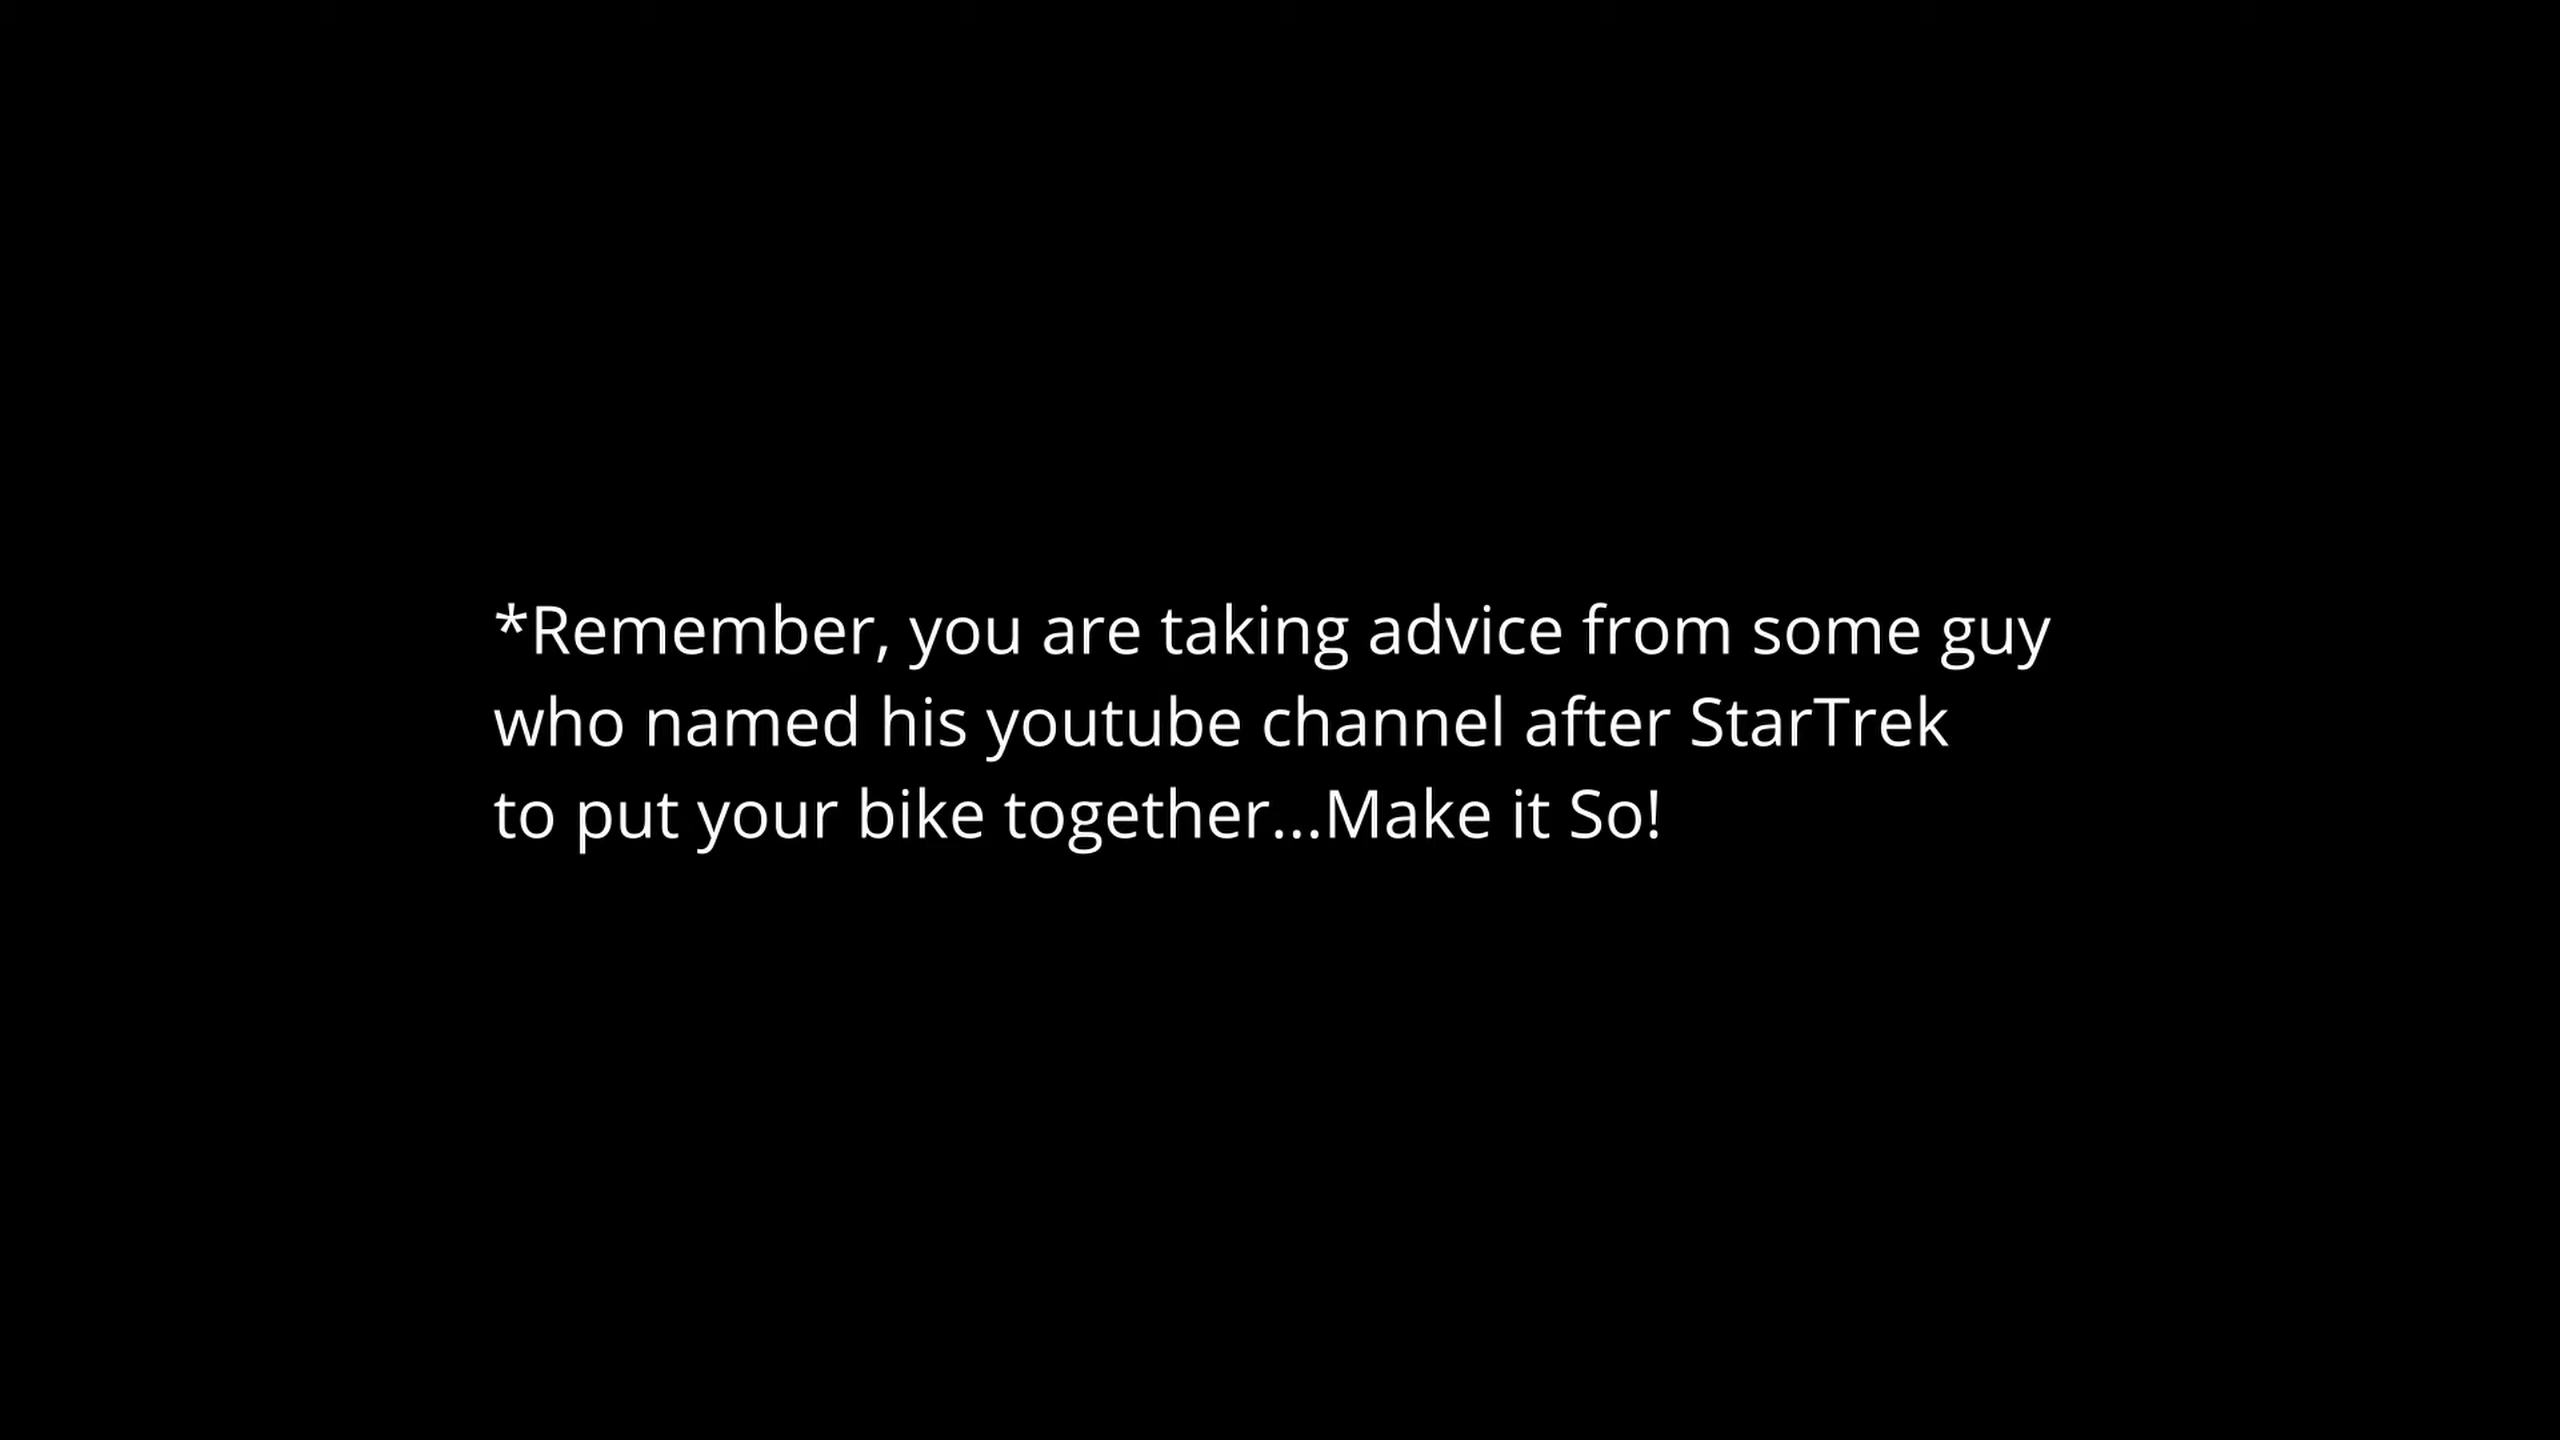 *Remember, you are taking advice from some guy
who named his youtube channel after StarTrek
to put your bike together...Make it So!